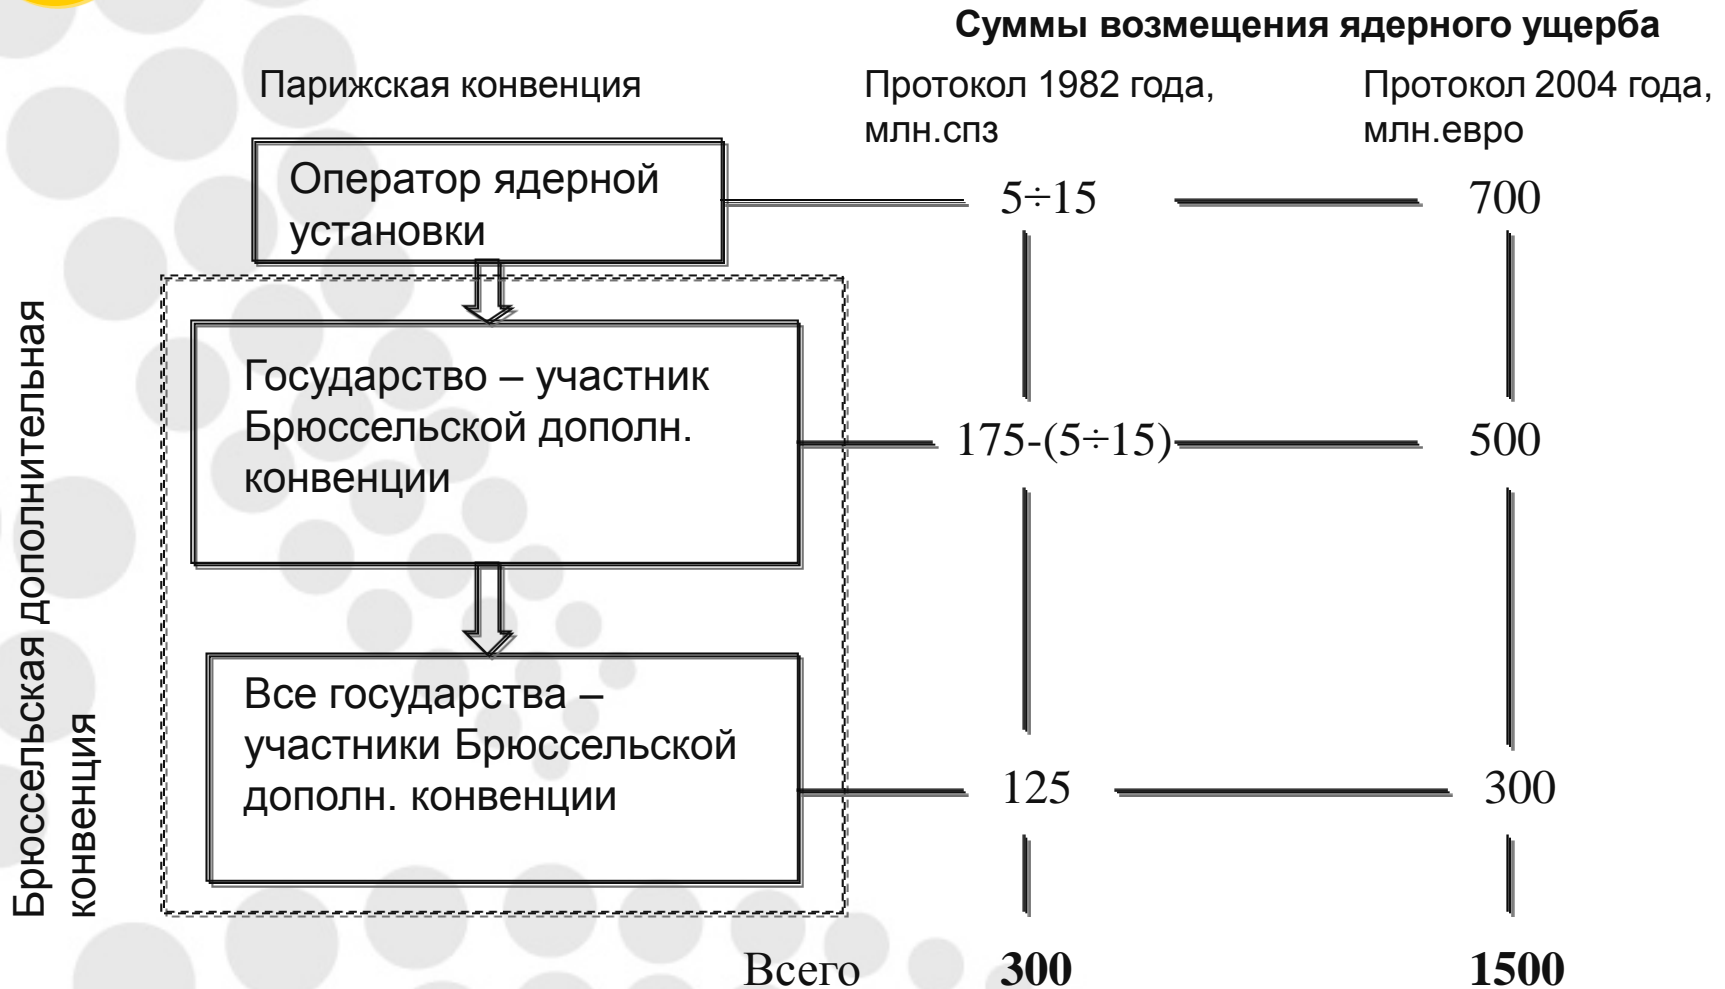 Суммы возмещения ядерного ущерба
Парижская конвенция
Протокол 1982 года,
млн.спз
Протокол 2004 года,
млн.евро
Оператор ядерной
установки
5÷15
700
Брюссельская дополнительная
конвенция
Государство – участник
Брюссельской дополн.
конвенции
175-(5÷15)
500
Все государства –
участники Брюссельской
дополн. конвенции
125
300
Всего
300
1500